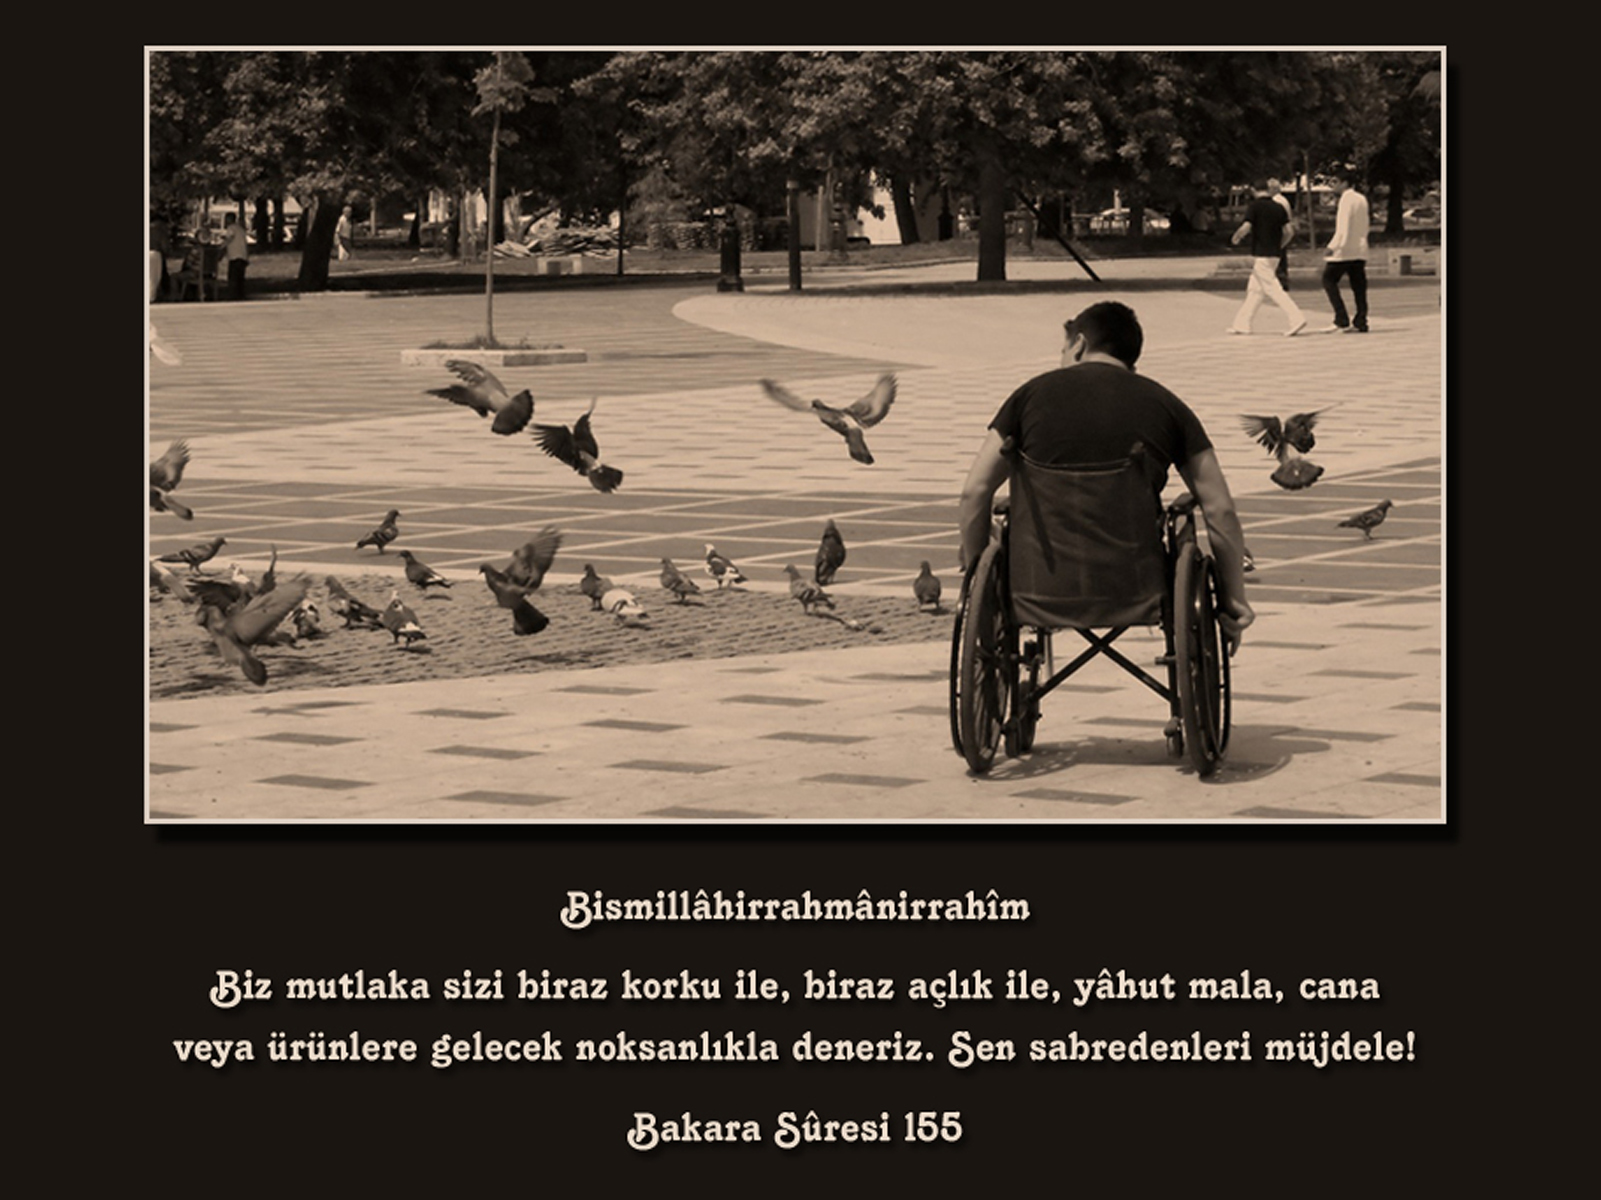 Bismillâhirrahmânirrahîm
Biz mutlaka sizi biraz korku ile, biraz açlık ile, yâhut mala, cana
veya ürünlere gelecek noksanlıkla deneriz. Sen sabredenleri müjdele!
Bakara Sûresi 155